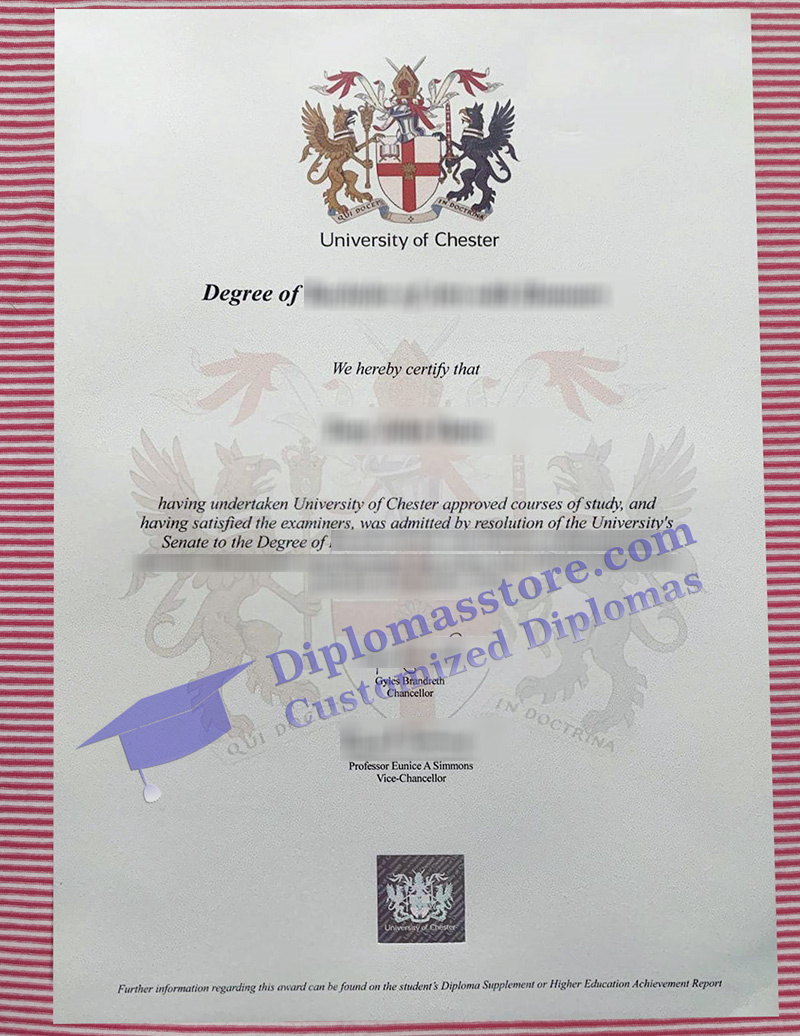 QUI DOCET IN DOCTRINA
University of Chester
Degree of
We hereby certify that
having undertaken University of Chester approved courses of study, and
having satisfied the examiners, was admitted by resolution of the University's
Senate to the Degree of
Diplomasstore.com
Customized Diplomas
Gyles Brandreth
Chancellor
QUI DOCET IN DOCTRINA
Professor Eunice A Simmons
Vice-Chancellor
University of Chester
Further information regarding this award can be found on the student's Diploma Supplement or Higher Education Achievement Report